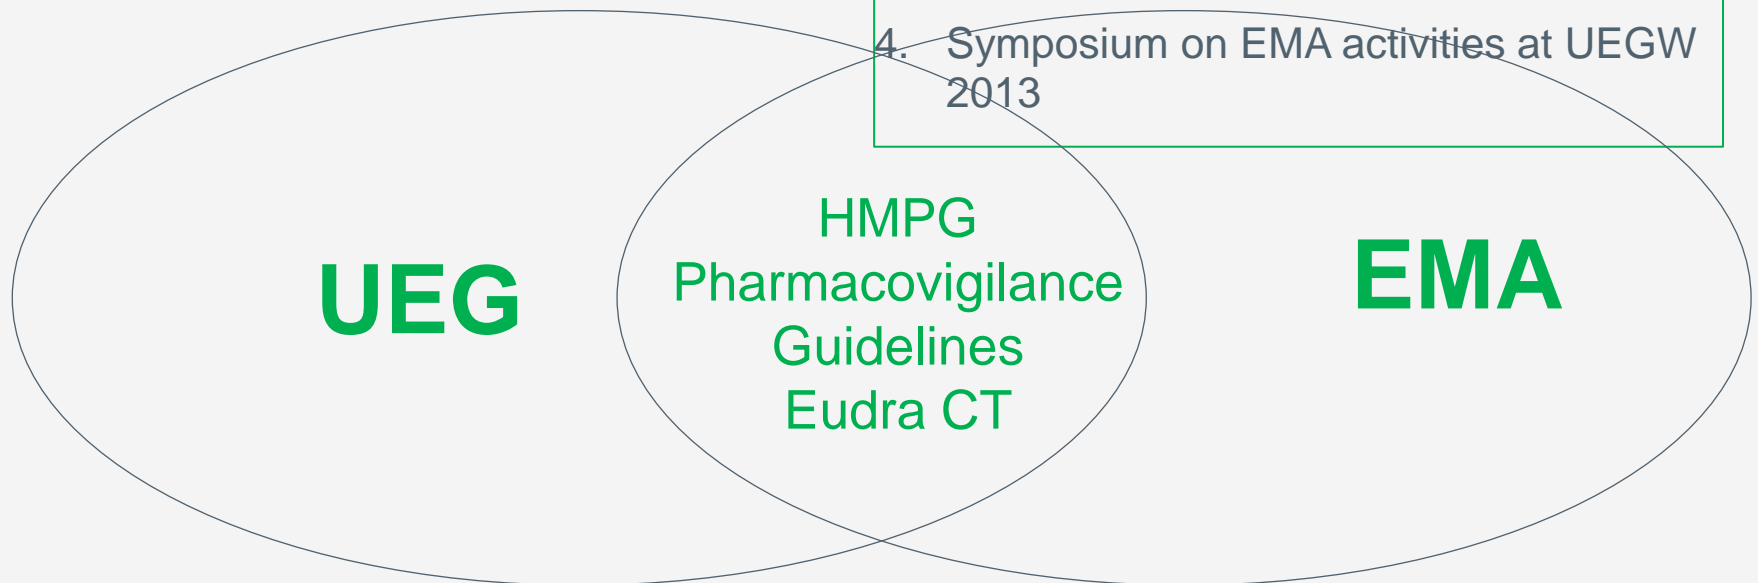 4. Symposium on EMA activities at UEGW
2013
UEG
HMPG
Pharmacovigilance
Guidelines
Eudra CT
EMA